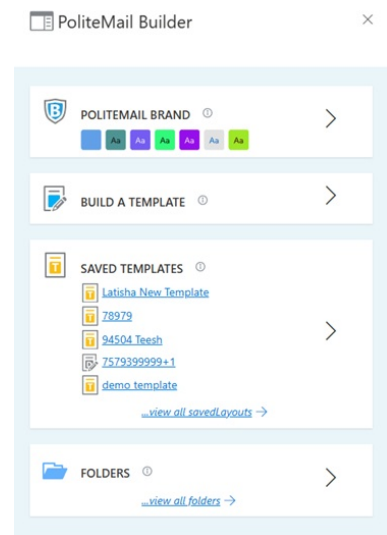 PoliteMail Builder
POLITEMAIL BRAND
Aa Aa Aa Aa Aa Aa
BUILD A TEMPLATE
SAVED TEMPLATES
Latisha New Template
78979
94504 Teesh
7579399999+1
demo template
...view all savedLayouts →
FOLDERS
...view all folders →